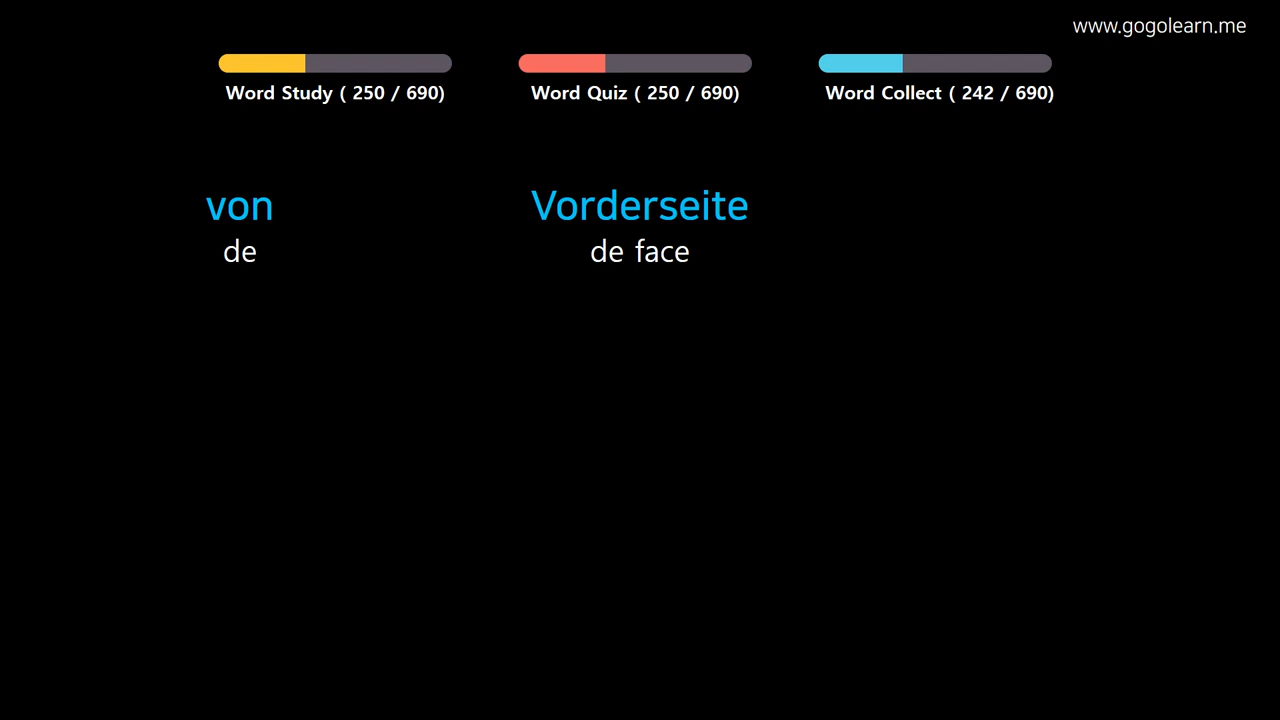 www.gogolearn.me
Word Study ( 250 / 690)
Word Quiz ( 250 / 690)
Word Collect ( 242 / 690)
von
de
Vorderseite
de face